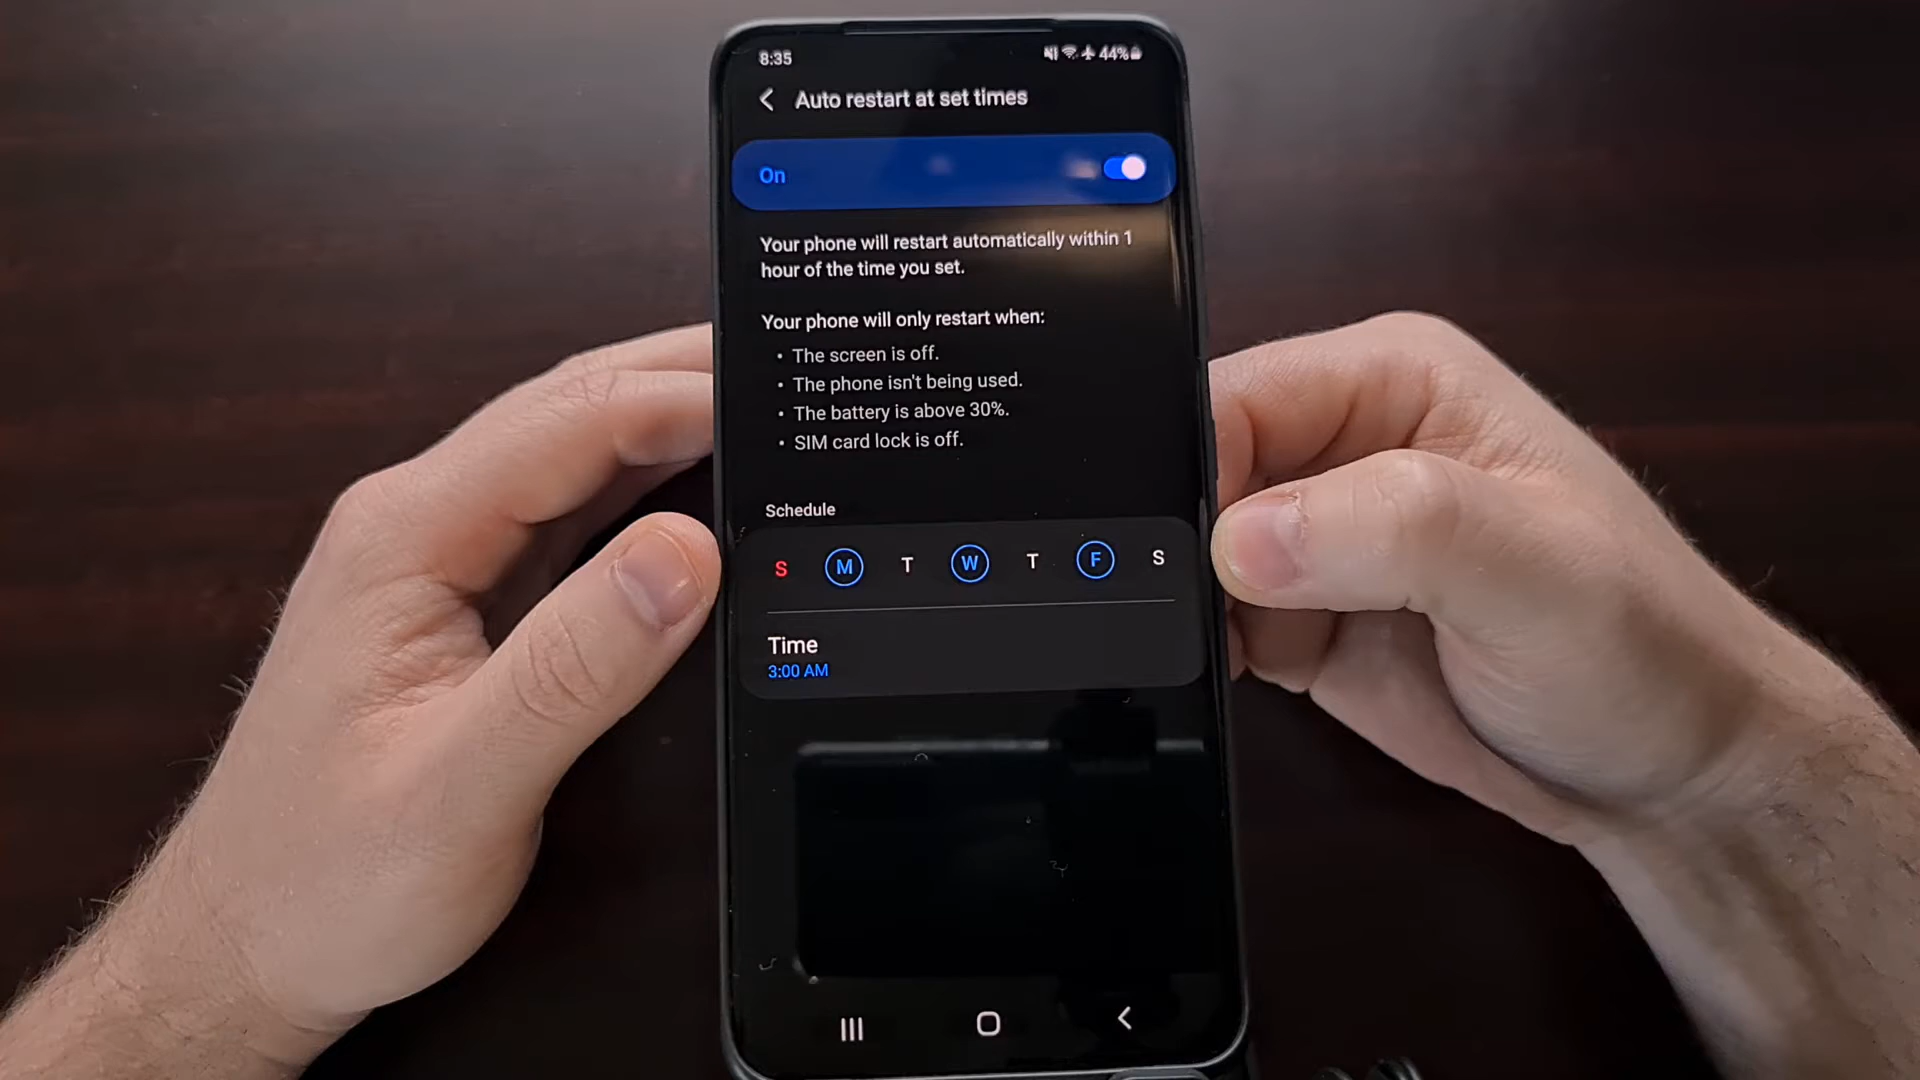 8:35 44%
Auto restart at set times
On
Your phone will restart automatically within 1
hour of the time you set.
Your phone will only restart when:
• The screen is off.
• The phone isn't being used.
• The battery is above 30%.
• SIM card lock is off.
Schedule
S M T W T F S
Time
3:00 AM